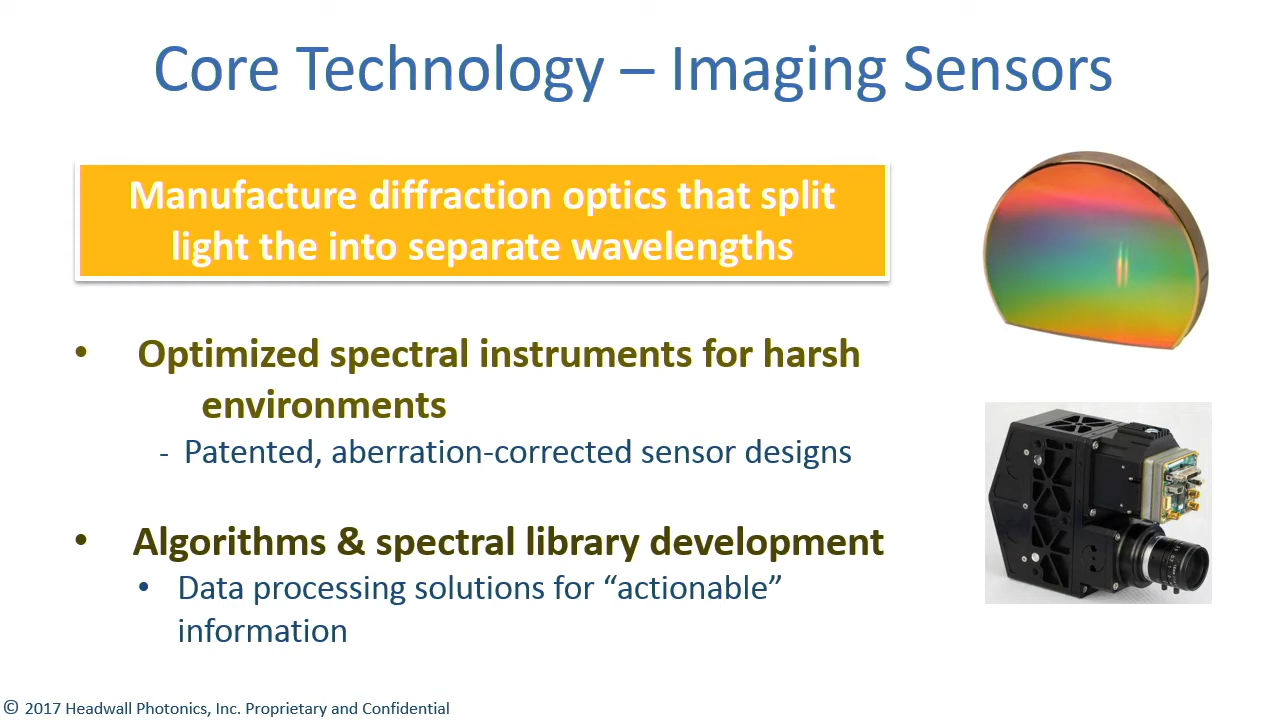 Core Technology – Imaging Sensors
Manufacture diffraction optics that split
light the into separate wavelengths
• Optimized spectral instruments for harsh
environments
- Patented, aberration-corrected sensor designs
• Algorithms & spectral library development
• Data processing solutions for “actionable”
information
© 2017 Headwall Photonics, Inc. Proprietary and Confidential